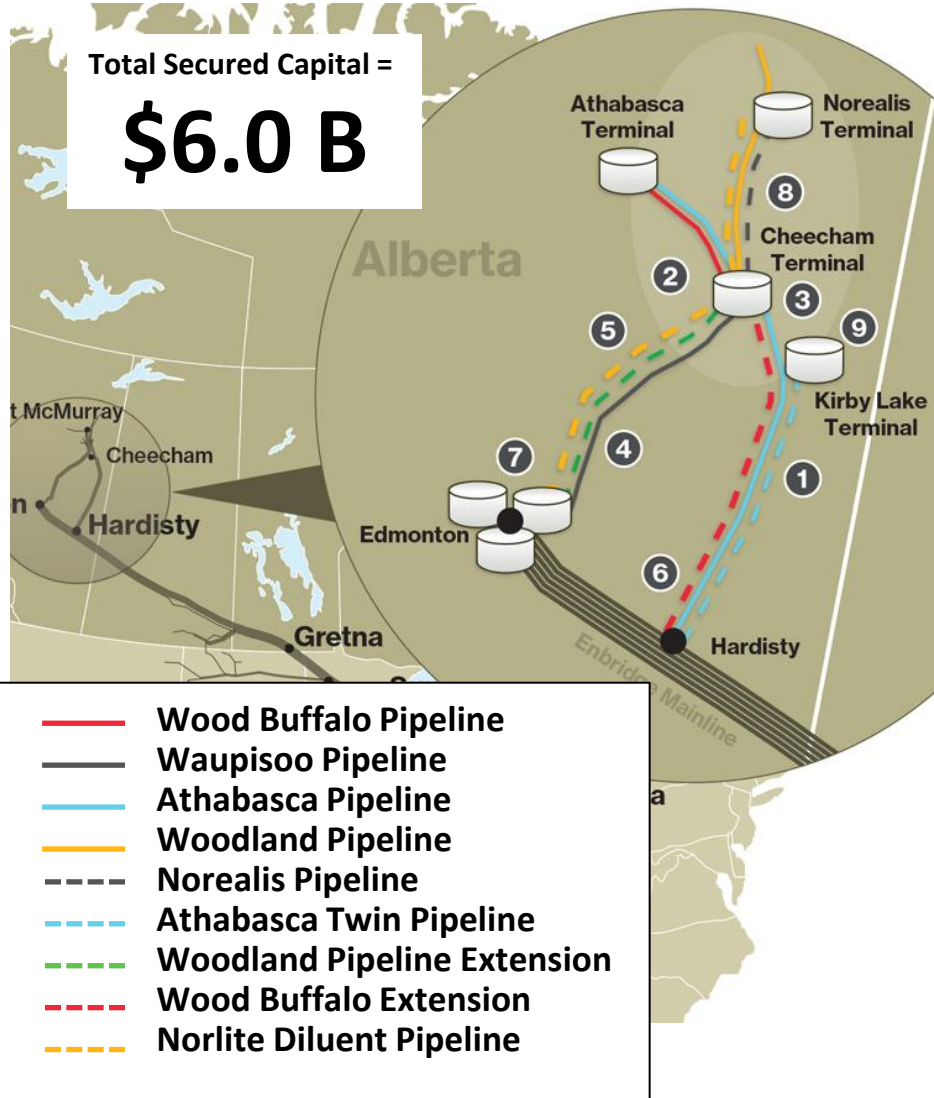 Total Secured Capital =
$6.0 B
Athabasca
Terminal
Norealis
Terminal
8
Cheecham
Terminal
Alberta
2
3
5
9
Kirby Lake
Terminal
t McMurray
Cheecham
4
7
1
n
Hardisty
Edmonton
6
Hardisty
Gretna
Enbridge Mainline
a
Wood Buffalo Pipeline
Waupisoo Pipeline
Athabasca Pipeline
Woodland Pipeline
Norealis Pipeline
Athabasca Twin Pipeline
Woodland Pipeline Extension
Wood Buffalo Extension
Norlite Diluent Pipeline